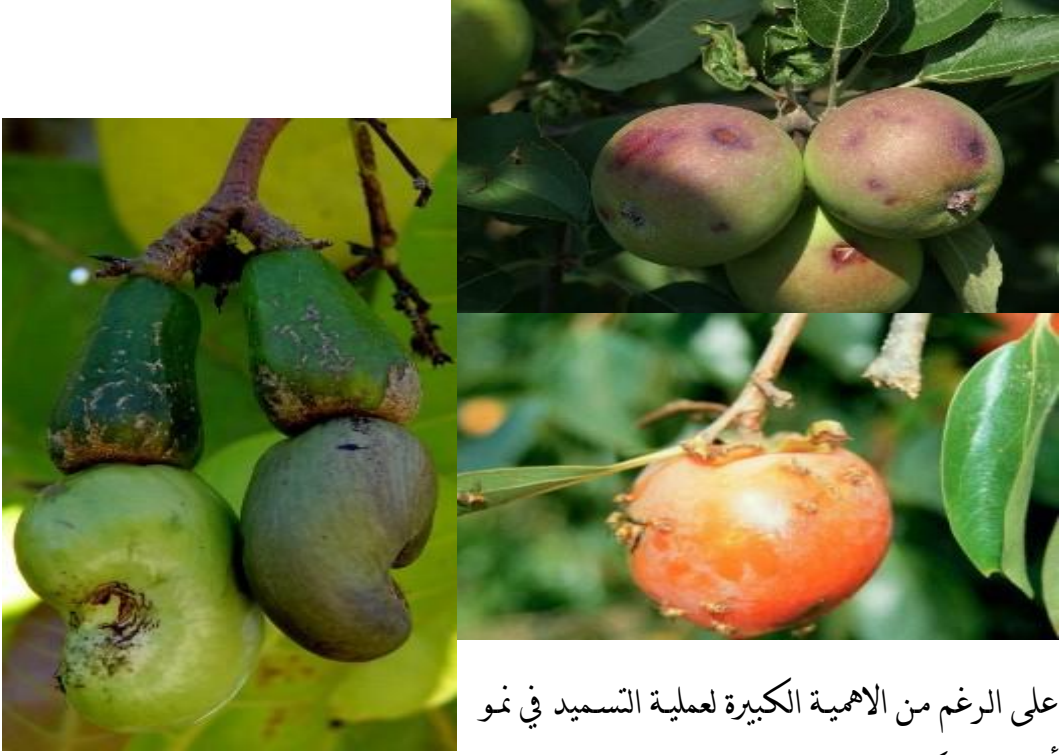 على الرغم من الاهمية الكبيرة لعملية التسميد في نمو